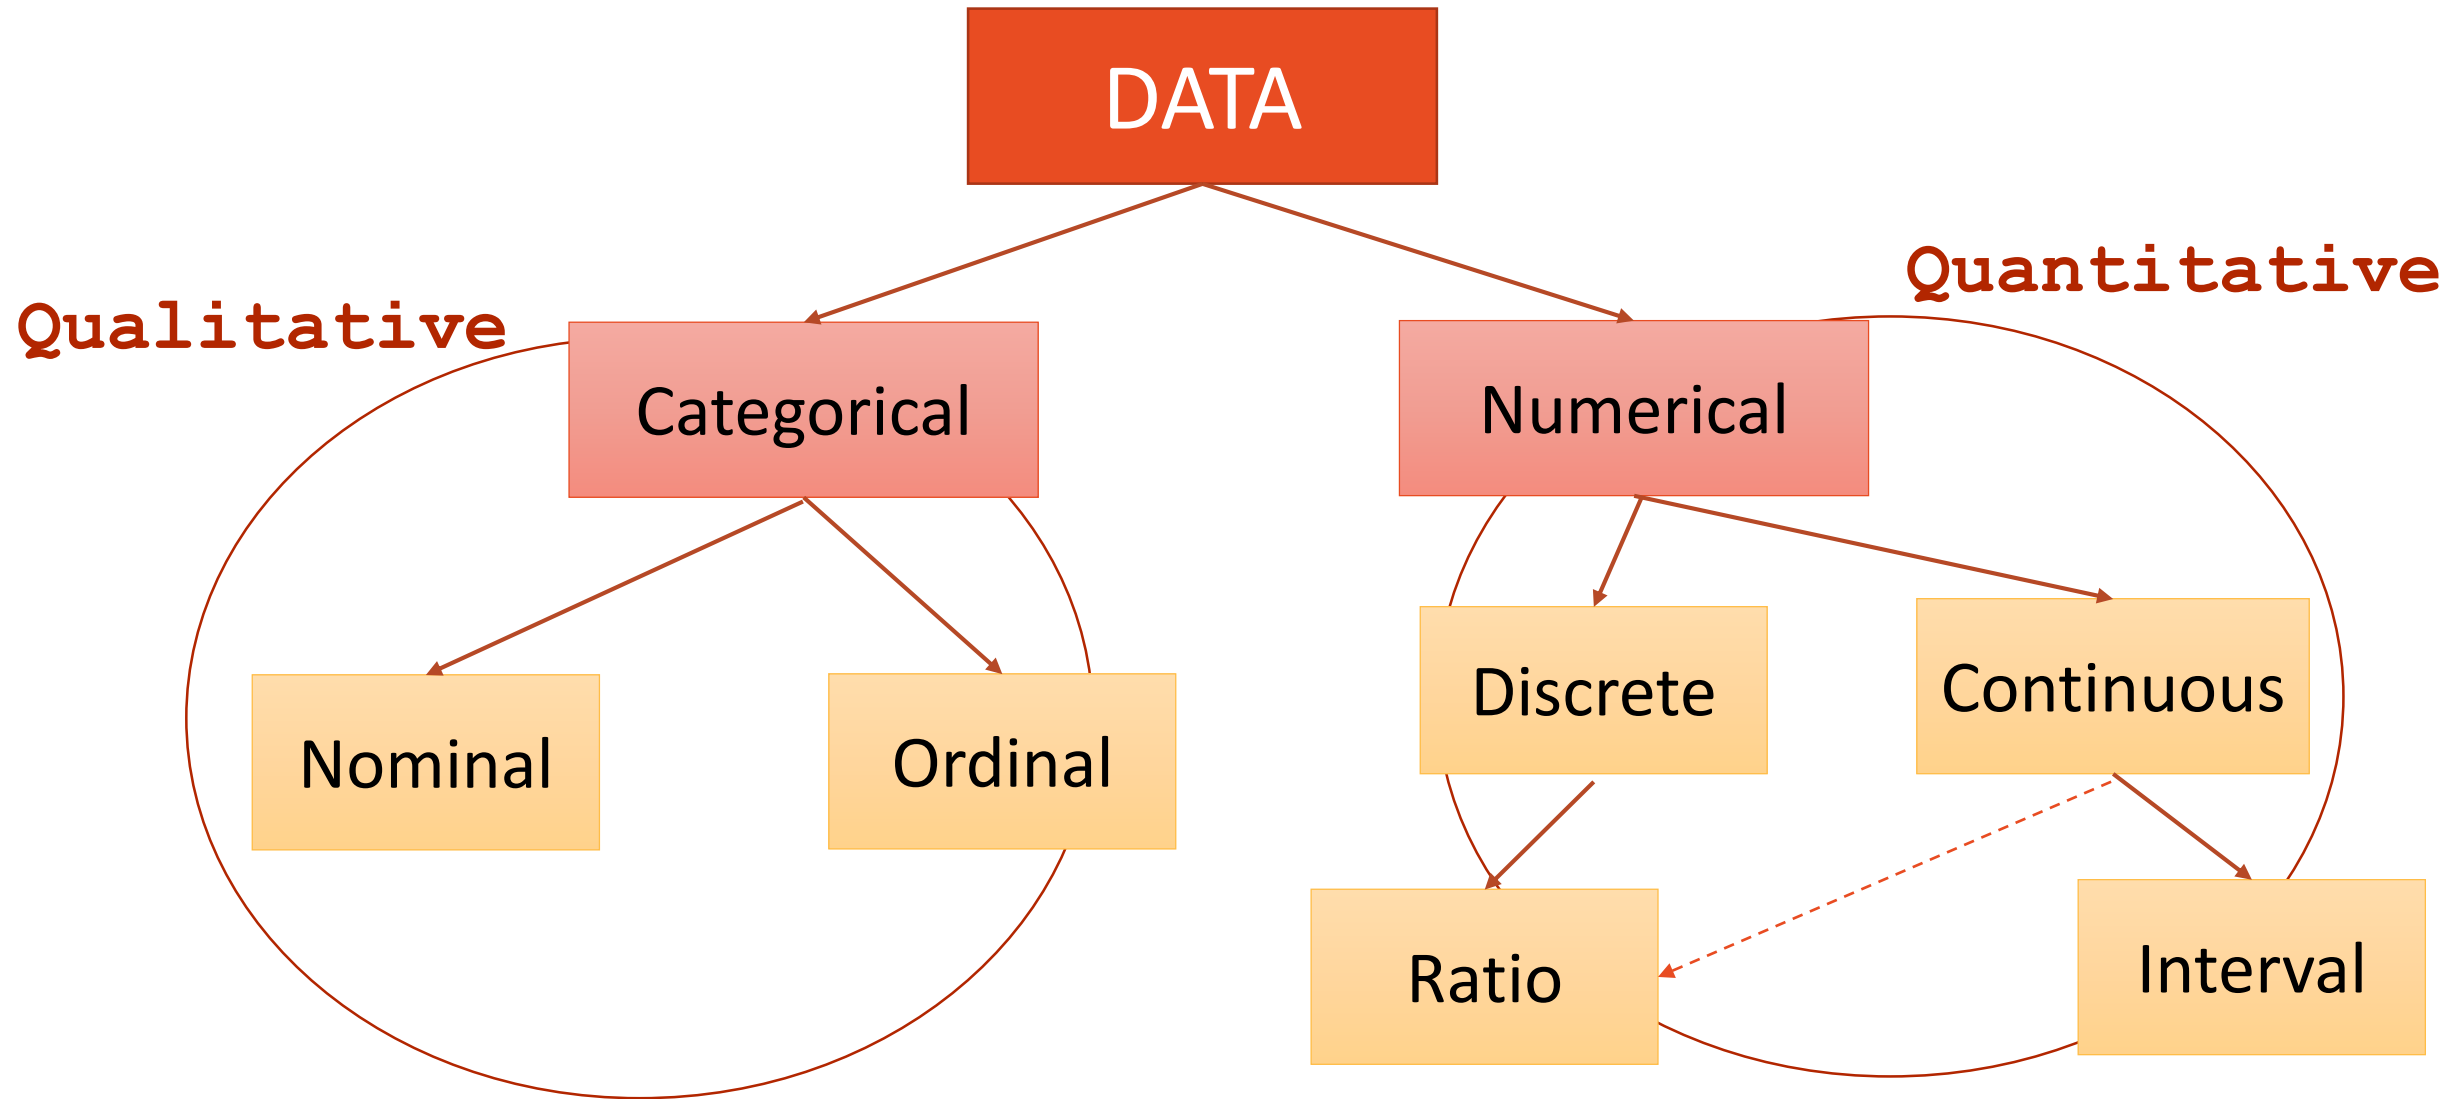 DATA
Quantitative
Qualitative
Categorical
Numerical
Discrete
Continuous
Nominal
Ordinal
Ratio
Interval